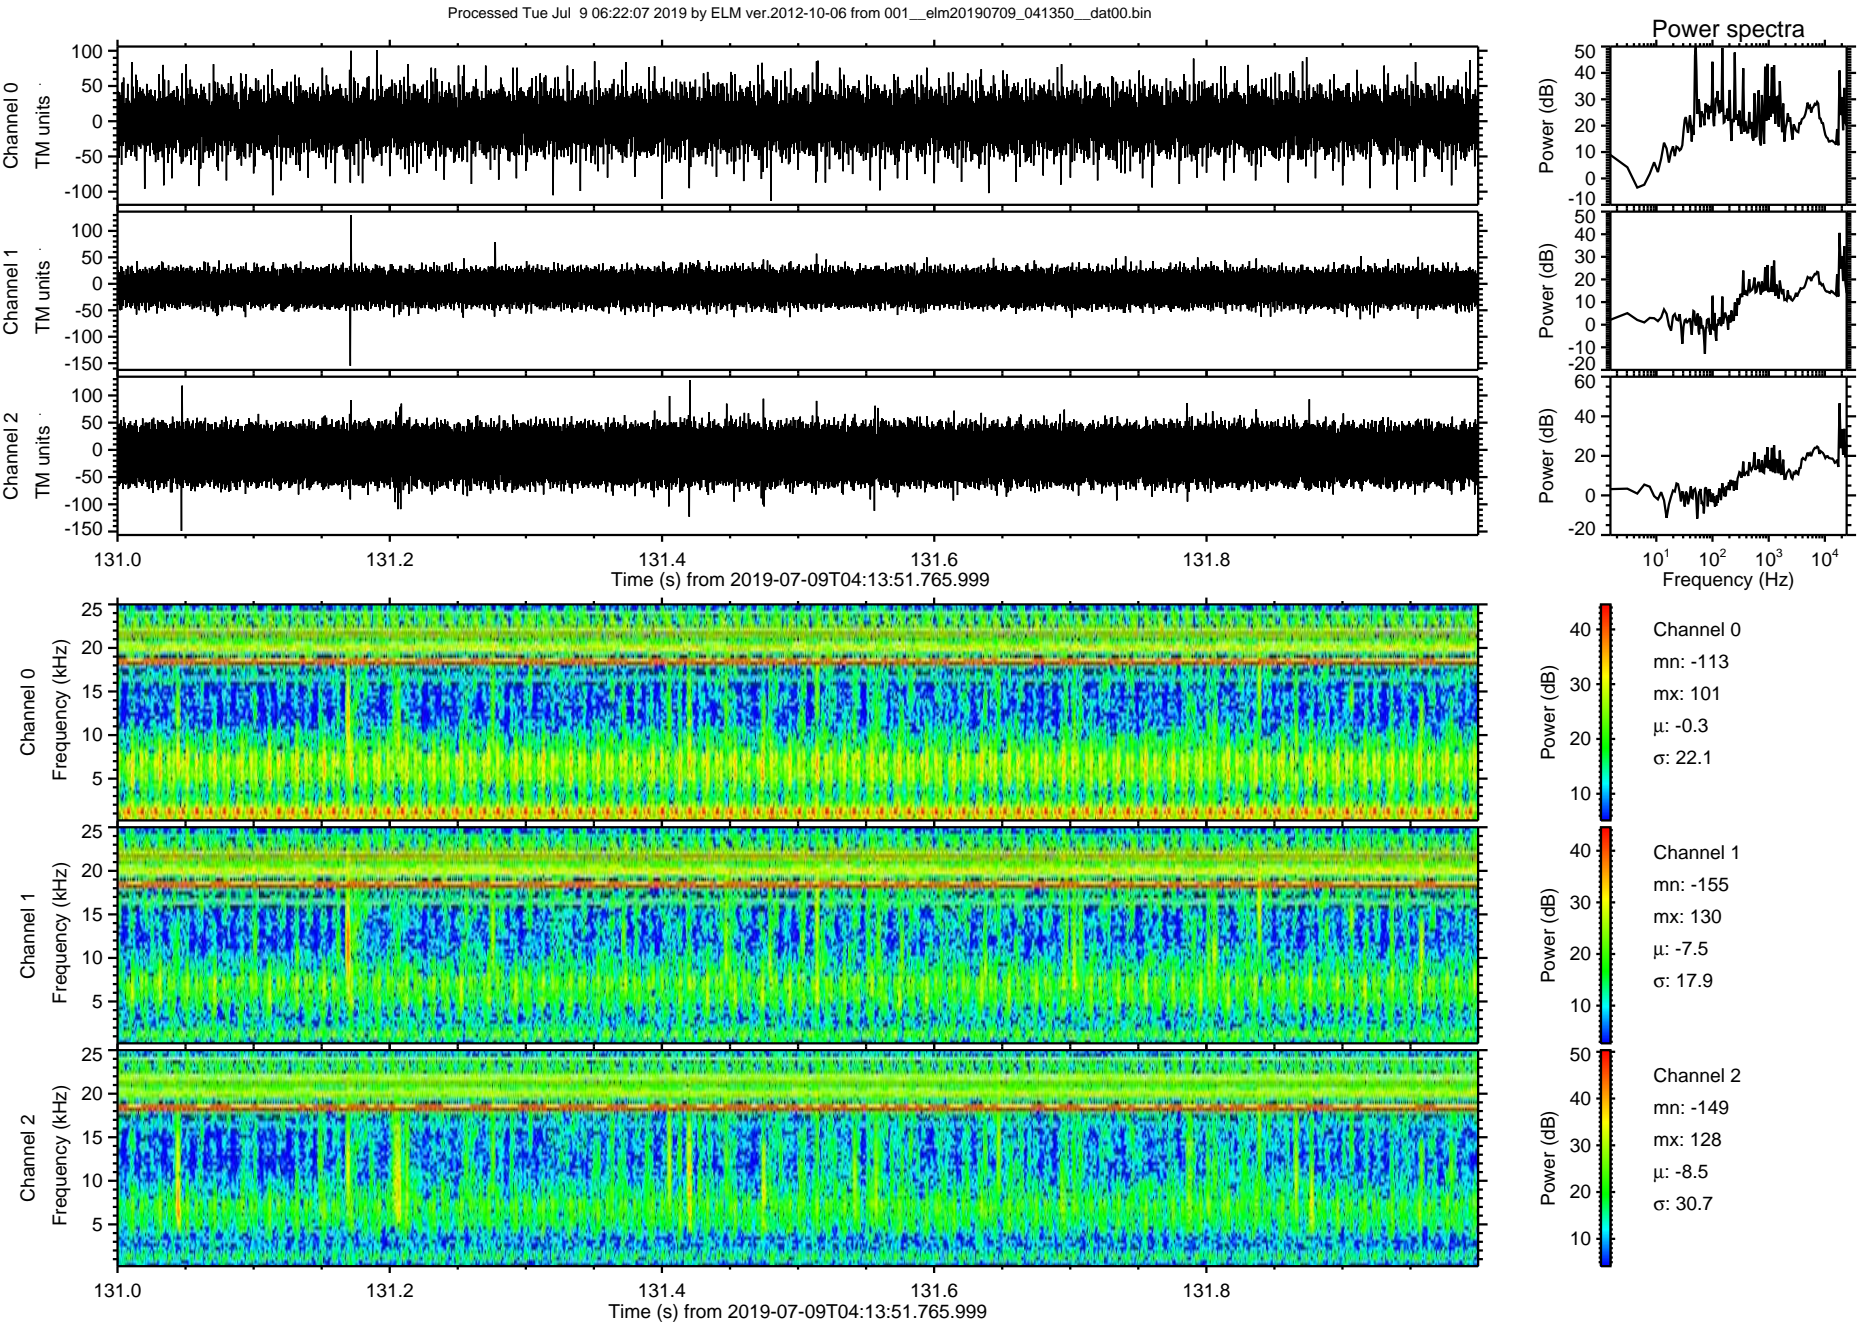 Processed Tue Jul  9 06:22:07 2019 by ELM ver.2012-10-06 from 001__elm20190709_041350__dat00.bin
Power spectra
Channel 0
TM units
100
50
0
-50
-100
Power (dB)
50
40
30
20
10
0
-10
Channel 1
TM units
100
50
0
-50
-100
-150
Power (dB)
50
40
30
20
10
0
-10
-20
Channel 2
TM units
100
50
0
-50
-100
-150
Power (dB)
60
40
20
0
-20
131.0
131.2
131.4
131.6
131.8
Time (s) from 2019-07-09T04:13:51.765.999
10¹
10²
10³
10⁴
Frequency (Hz)
Channel 0
Frequency (kHz)
25
20
15
10
5
Power (dB)
40
30
20
10
Channel 0
mn: -113
mx: 101
µ: -0.3
σ: 22.1
Channel 1
Frequency (kHz)
25
20
15
10
5
Power (dB)
40
30
20
10
Channel 1
mn: -155
mx: 130
µ: -7.5
σ: 17.9
Channel 2
Frequency (kHz)
25
20
15
10
5
Power (dB)
50
40
30
20
10
Channel 2
mn: -149
mx: 128
µ: -8.5
σ: 30.7
131.0
131.2
131.4
131.6
131.8
Time (s) from 2019-07-09T04:13:51.765.999